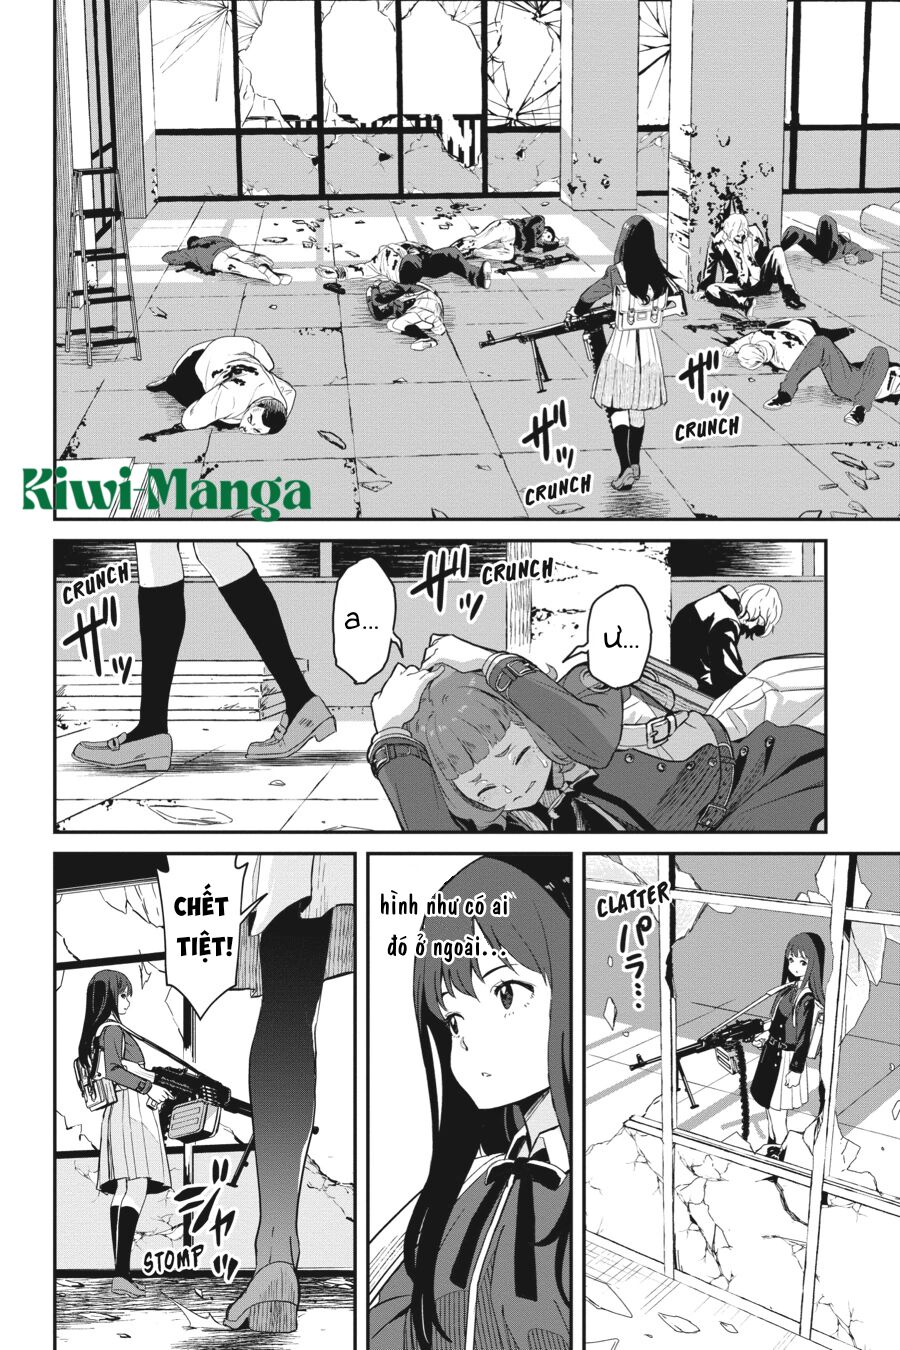 ザッ
CRUNCH
ザッ
CRUNCH
Kiwi-Manga
ザッ
CRUNCH
ư...
a...
ザッ
CRUNCH
CLATTER
パラ…
hình như có ai
đó ở ngoài...
CHẾT
TIỆT!
ジャッ
STOMP